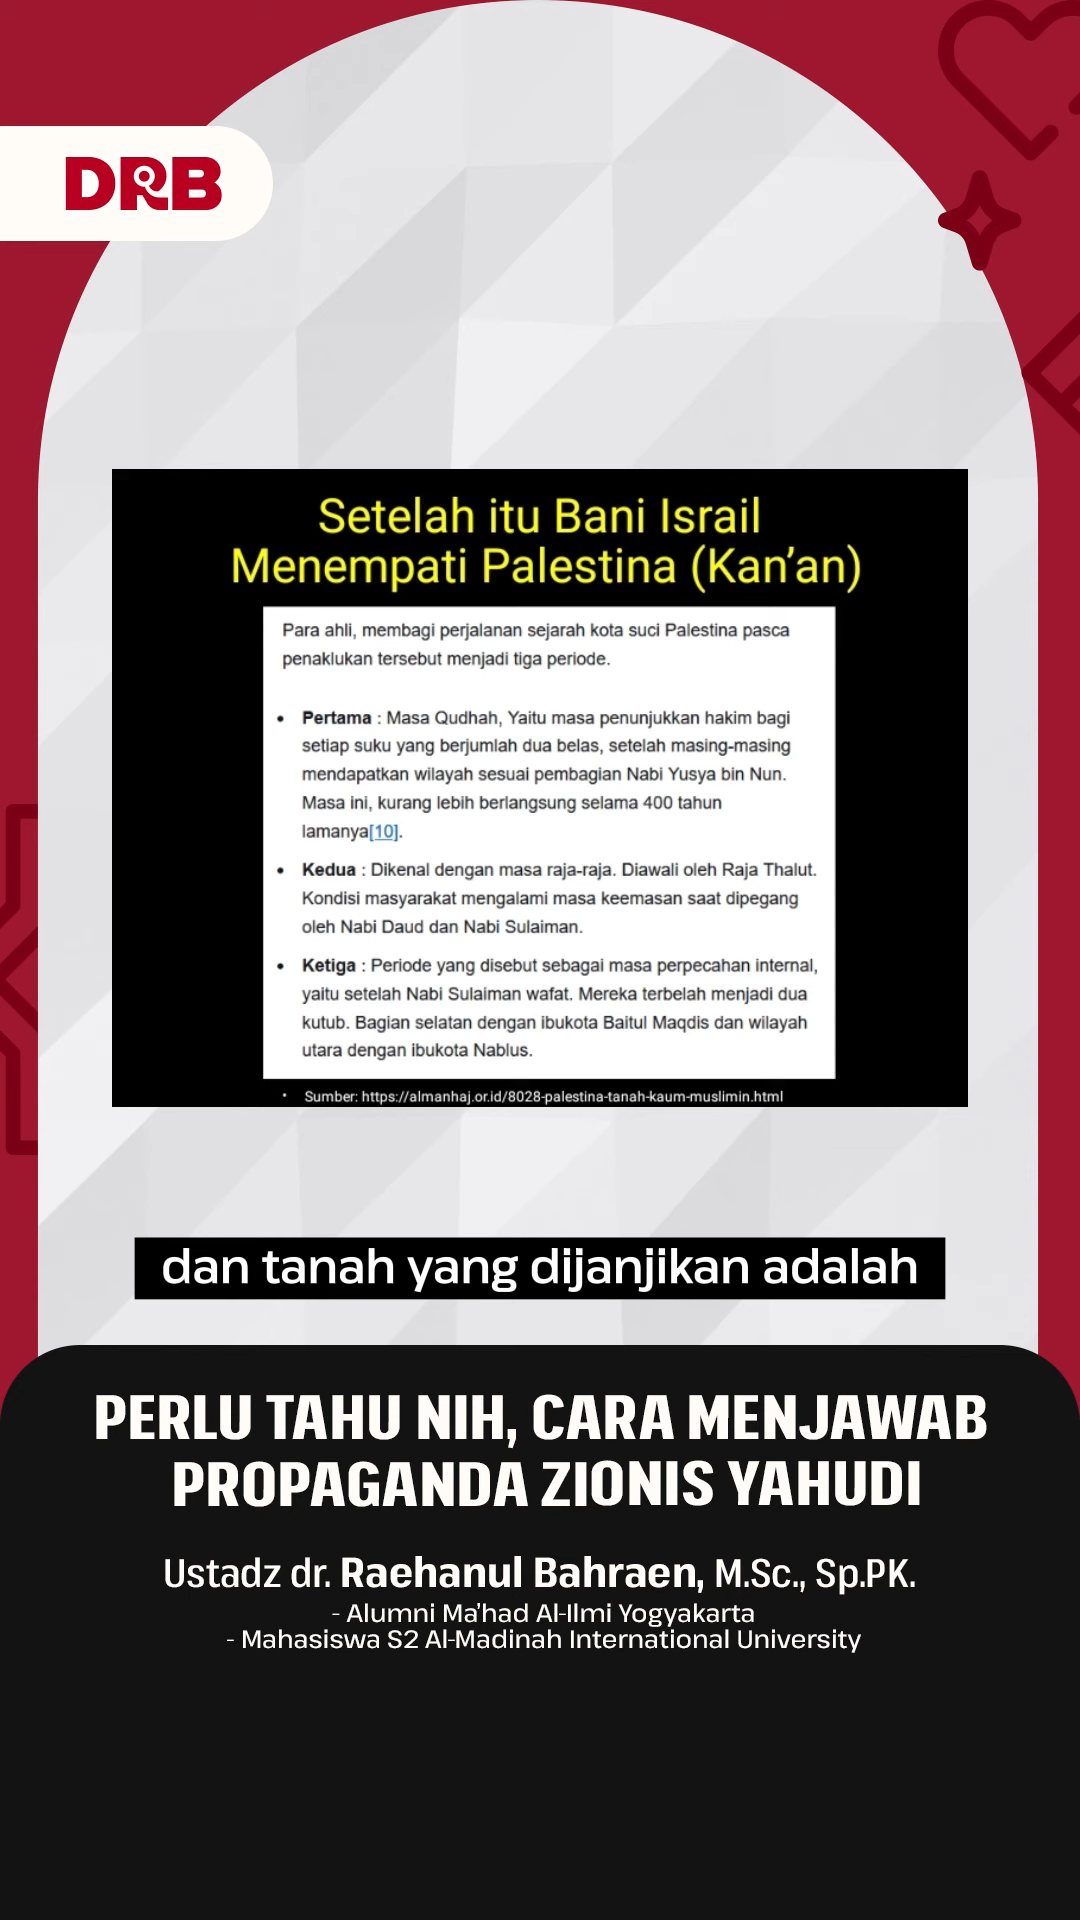 DRB
Setelah itu Bani Israil
Menempati Palestina (Kan'an)
Para ahli, membagi perjalanan sejarah kota suci Palestina pasca
penaklukan tersebut menjadi tiga periode.
• Pertama : Masa Qudhah, Yaitu masa penunjukkan hakim bagi
setiap suku yang berjumlah dua belas, setelah masing-masing
mendapatkan wilayah sesuai pembagian Nabi Yusya bin Nun.
Masa ini, kurang lebih berlangsung selama 400 tahun
lamanya[10].
• Kedua : Dikenal dengan masa raja-raja. Diawali oleh Raja Thalut.
Kondisi masyarakat mengalami masa keemasan saat dipegang
oleh Nabi Daud dan Nabi Sulaiman.
• Ketiga : Periode yang disebut sebagai masa perpecahan internal,
yaitu setelah Nabi Sulaiman wafat. Mereka terbelah menjadi dua
kutub. Bagian selatan dengan ibukota Baitul Maqdis dan wilayah
utara dengan ibukota Nablus.
• Sumber: https://almanhaj.or.id/8028-palestina-tanah-kaum-muslimin.html
dan tanah yang dijanjikan adalah
PERLU TAHU NIH, CARA MENJAWAB
PROPAGANDA ZIONIS YAHUDI
Ustadz dr. Raehanul Bahraen, M.Sc., Sp.PK.
- Alumni Ma'had Al-Ilmi Yogyakarta
- Mahasiswa S2 Al-Madinah International University